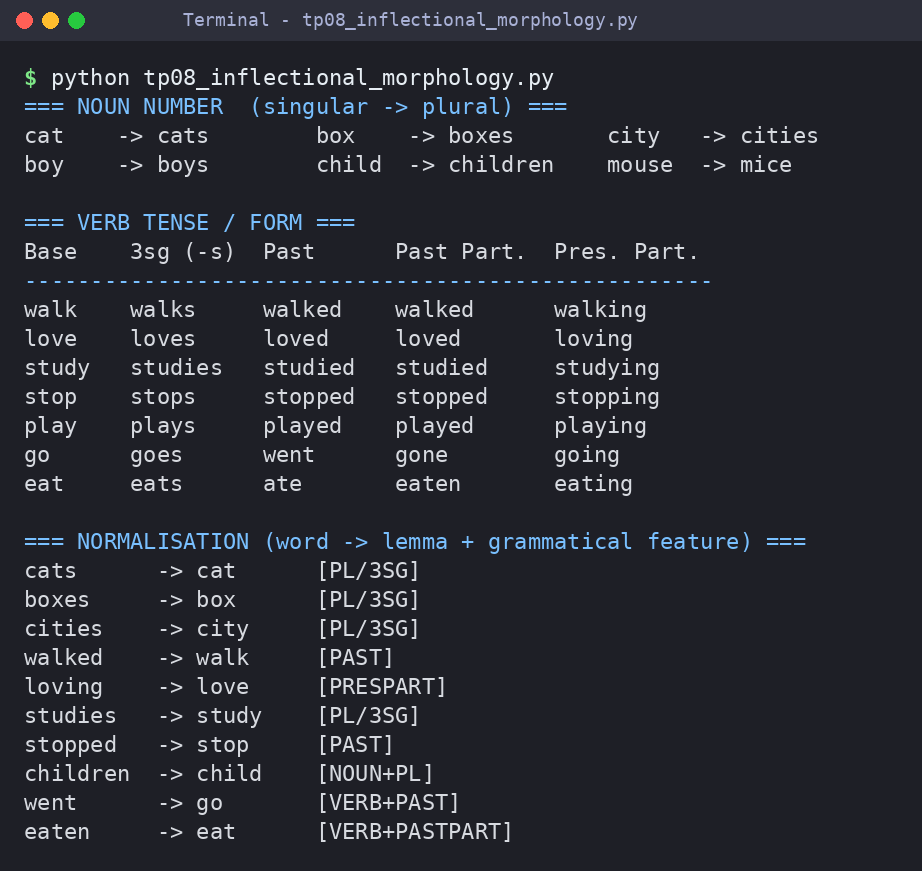 Terminal - tp08_inflectional_morphology.py
$ python tp08_inflectional_morphology.py
=== NOUN NUMBER  (singular -> plural) ===
cat    -> cats        box    -> boxes       city   -> cities
boy    -> boys        child  -> children    mouse  -> mice

=== VERB TENSE / FORM ===
Base    3sg (-s)  Past      Past Part.  Pres. Part.
----------------------------------------------------
walk    walks     walked    walked      walking
love    loves     loved     loved       loving
study   studies   studied   studied     studying
stop    stops     stopped   stopped     stopping
play    plays     played    played      playing
go      goes      went      gone        going
eat     eats      ate       eaten       eating

=== NORMALISATION (word -> lemma + grammatical feature) ===
cats      -> cat      [PL/3SG]
boxes     -> box      [PL/3SG]
cities    -> city     [PL/3SG]
walked    -> walk     [PAST]
loving    -> love     [PRESPART]
studies   -> study    [PL/3SG]
stopped   -> stop     [PAST]
children  -> child    [NOUN+PL]
went      -> go       [VERB+PAST]
eaten     -> eat      [VERB+PASTPART]